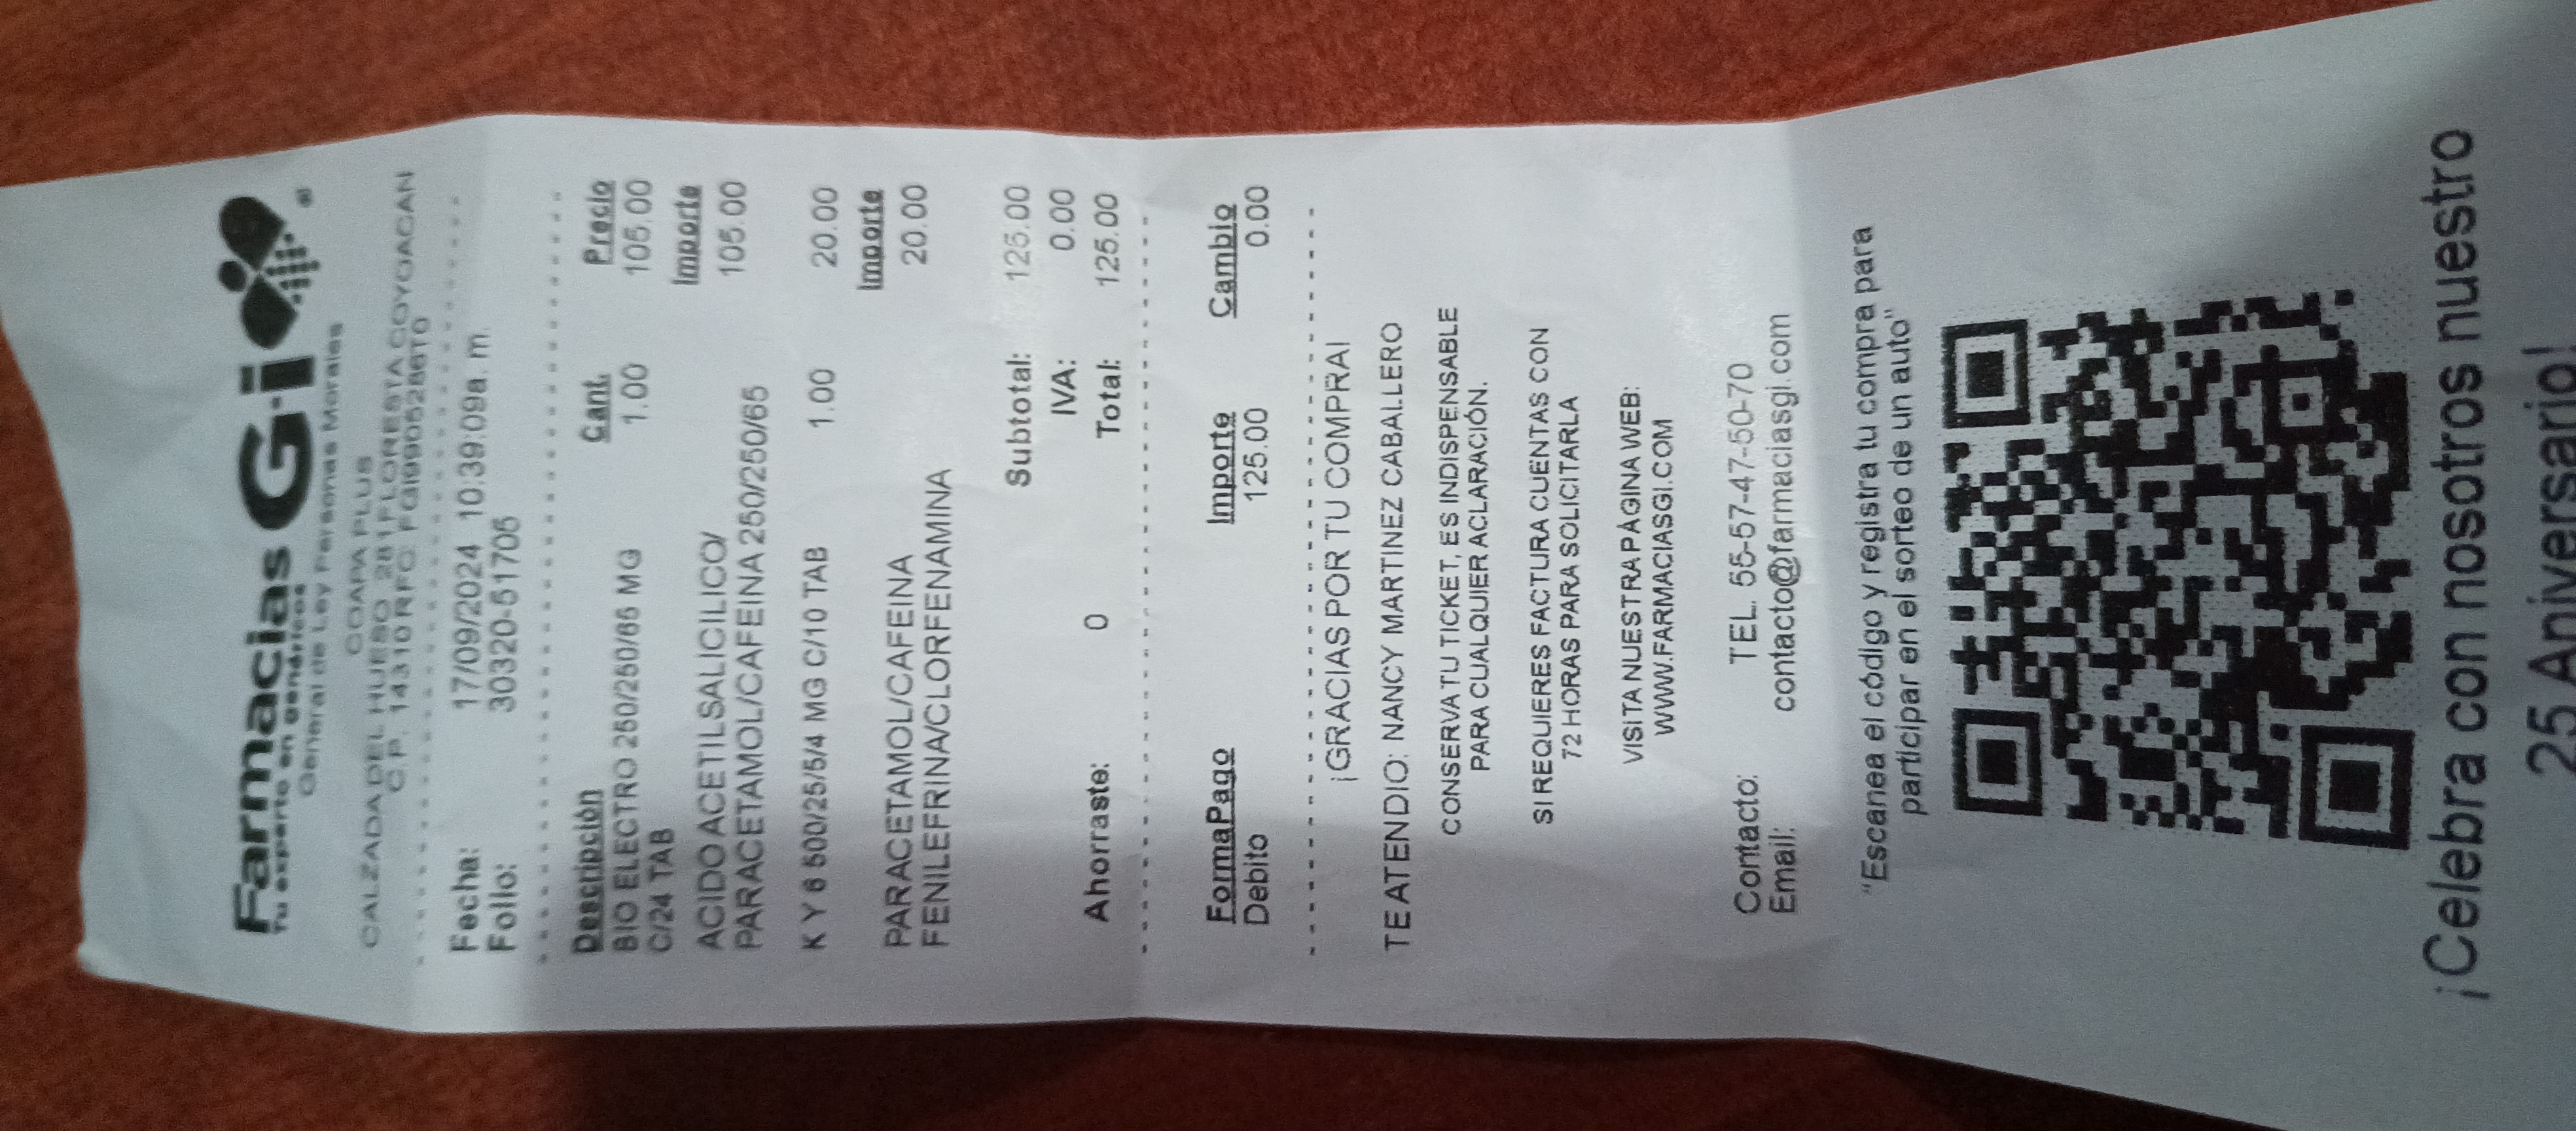 Farmacias G·i ®
Tu experto en Genéricos
General de Ley Personas Morales
COAPA PLUS
CALZADA DEL HUESO 281 FLORESTA COYOACAN
C.P. 14310 RFC: FGI9905288T0
Fecha: 17/09/2024 10:39:09a. m.
Folio: 30320-51705
Descripción Cant. Precio
BIO ELECTRO 250/250/65 MG 1.00 105.00
C/24 TAB Importe
ACIDO ACETILSALICILICO/ 105.00
PARACETAMOL/CAFEINA 250/250/65
K Y 6 500/25/5/4 MG C/10 TAB 1.00 20.00
Importe
PARACETAMOL/CAFEINA 20.00
FENILEFRINA/CLORFENAMINA
Subtotal: 125.00
IVA: 0.00
Ahorraste: 0 Total: 125.00
FormaPago Importe Cambio
Debito 125.00 0.00
¡GRACIAS POR TU COMPRA!
TE ATENDIO: NANCY MARTINEZ CABALLERO
CONSERVA TU TICKET, ES INDISPENSABLE
PARA CUALQUIER ACLARACIÓN.
SI REQUIERES FACTURA CUENTAS CON
72 HORAS PARA SOLICITARLA
VISITA NUESTRA PÁGINA WEB:
WWW.FARMACIASGI.COM
Contacto: TEL. 55-57-47-50-70
Email: contacto@farmaciasgi.com
"Escanea el código y registra tu compra para
participar en el sorteo de un auto"
¡Celebra con nosotros nuestro
25 Aniversario!